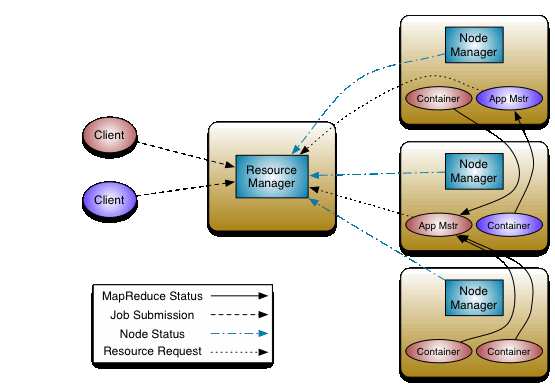 Node
Manager
Container
App Mstr
Client
Client
Resource
Manager
Node
Manager
App Mstr
Container
Node
Manager
Container
Container
MapReduce Status
Job Submission
Node Status
Resource Request